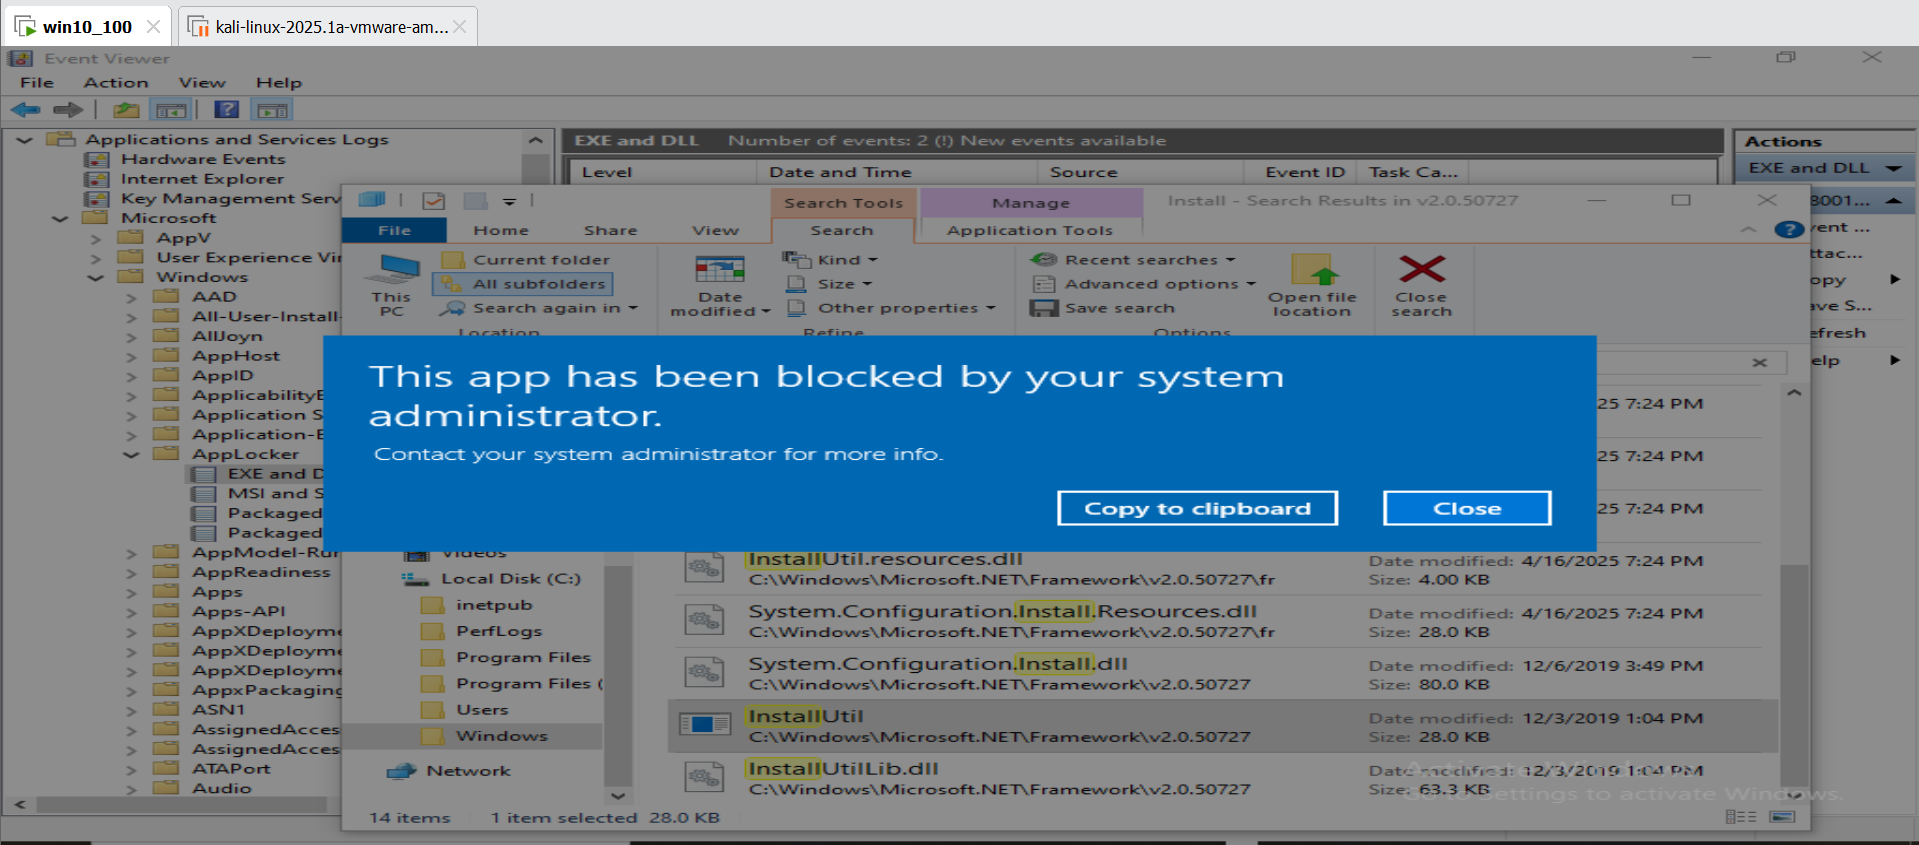 win10_100
kali-linux-2025.1a-vmware-am...
Event Viewer
File Action View Help
Applications and Services Logs
Hardware Events
Internet Explorer
Key Management Serv
Microsoft
AppV
User Experience Vir
Windows
AAD
All-User-Install-
AllJoyn
AppHost
AppID
Applicability
Application S
Application-E
AppLocker
EXE and D
MSI and S
Packaged
Packaged
AppModel-Rur
AppReadiness
Apps
Apps-API
AppXDeployme
AppXDeployme
AppXDeployme
AppxPackaging
ASN1
AssignedAcces
AssignedAcces
ATAPort
Audio
EXE and DLL Number of events: 2 (!) New events available
Level Date and Time Source Event ID Task Ca...
Actions
EXE and DLL
8001...
vent ...
ttac...
opy
ave S...
efresh
elp
Search Tools Manage Install - Search Results in v2.0.50727
File Home Share View Search Application Tools
This PC
Current folder
All subfolders
Search again in
Location
Date modified
Kind
Size
Other properties
Refine
Recent searches
Advanced options
Save search
Options
Open file location
Close search
This app has been blocked by your system
administrator.
Contact your system administrator for more info.
Copy to clipboard Close
25 7:24 PM
25 7:24 PM
25 7:24 PM
Videos
Local Disk (C:)
inetpub
PerfLogs
Program Files
Program Files (
Users
Windows
Network
InstallUtil.resources.dll Date modified: 4/16/2025 7:24 PM
C:\Windows\Microsoft.NET\Framework\v2.0.50727\fr Size: 4.00 KB
System.Configuration.Install.Resources.dll Date modified: 4/16/2025 7:24 PM
C:\Windows\Microsoft.NET\Framework\v2.0.50727\fr Size: 28.0 KB
System.Configuration.Install.dll Date modified: 12/6/2019 3:49 PM
C:\Windows\Microsoft.NET\Framework\v2.0.50727 Size: 80.0 KB
InstallUtil Date modified: 12/3/2019 1:04 PM
C:\Windows\Microsoft.NET\Framework\v2.0.50727 Size: 28.0 KB
InstallUtilLib.dll Date modified: 12/3/2019 1:04 PM
C:\Windows\Microsoft.NET\Framework\v2.0.50727 Size: 63.3 KB
Activate Windows
Go to Settings to activate Windows.
14 items 1 item selected 28.0 KB